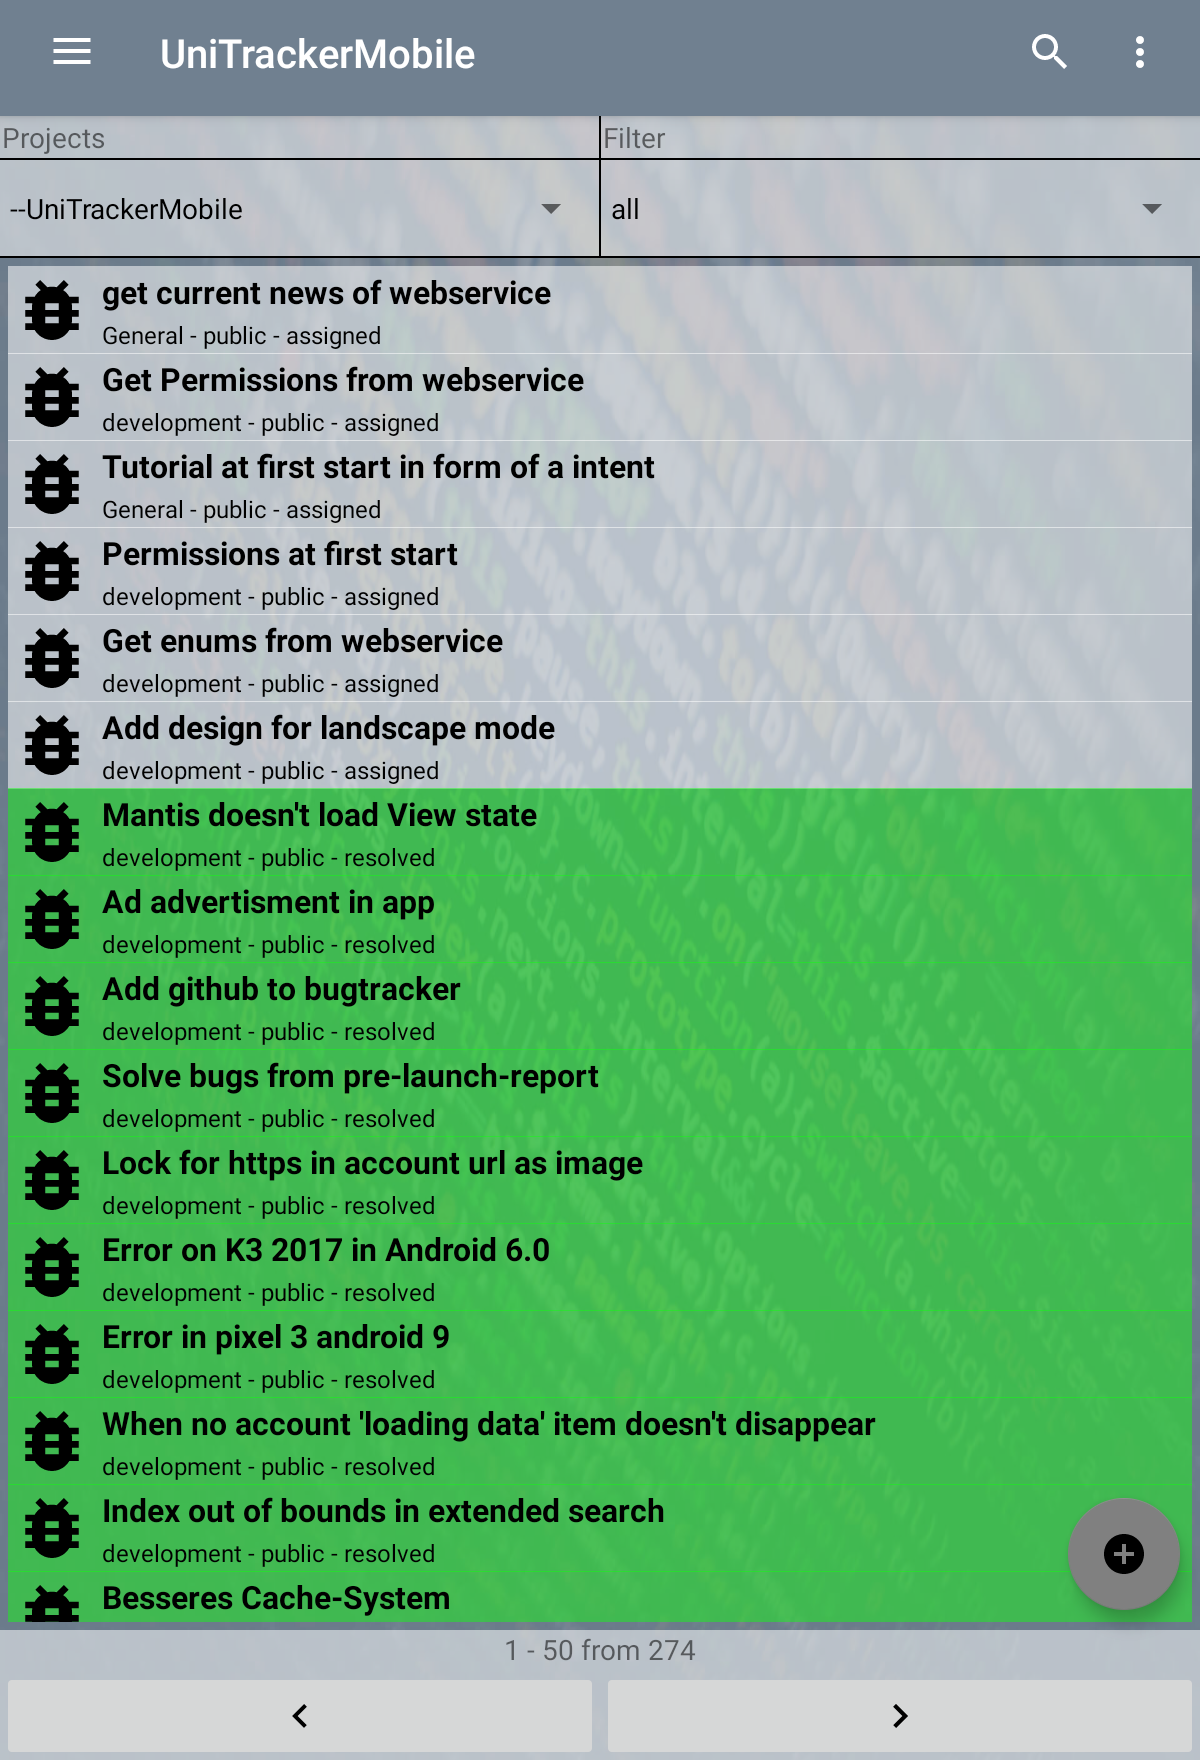 UniTrackerMobile
Projects
Filter
--UniTrackerMobile
all
get current news of webservice
General - public - assigned
Get Permissions from webservice
development - public - assigned
Tutorial at first start in form of a intent
General - public - assigned
Permissions at first start
development - public - assigned
Get enums from webservice
development - public - assigned
Add design for landscape mode
development - public - assigned
Mantis doesn't load View state
development - public - resolved
Ad advertisment in app
development - public - resolved
Add github to bugtracker
development - public - resolved
Solve bugs from pre-launch-report
development - public - resolved
Lock for https in account url as image
development - public - resolved
Error on K3 2017 in Android 6.0
development - public - resolved
Error in pixel 3 android 9
development - public - resolved
When no account 'loading data' item doesn't disappear
development - public - resolved
Index out of bounds in extended search
development - public - resolved
Besseres Cache-System
1 - 50 from 274